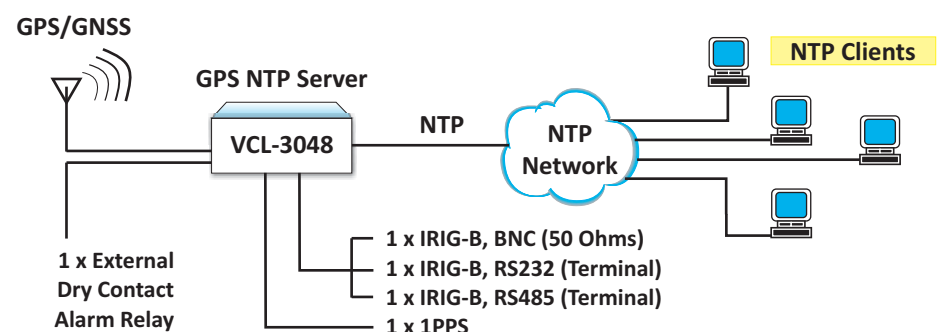 GPS/GNSS
GPS NTP Server
VCL-3048
NTP
NTP
Network
NTP Clients
1 x External
Dry Contact
Alarm Relay
1 x IRIG-B, BNC (50 Ohms)
1 x IRIG-B, RS232 (Terminal)
1 x IRIG-B, RS485 (Terminal)
1 x 1PPS